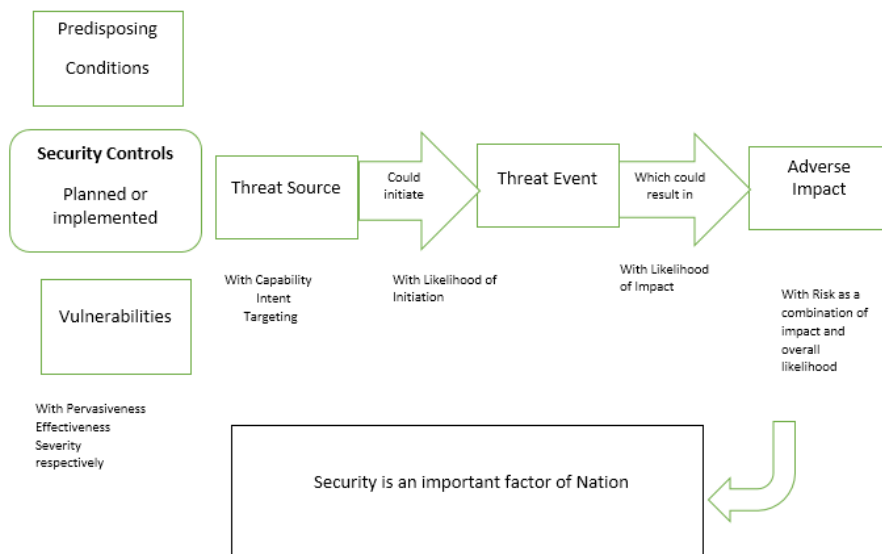 Predisposing
Conditions
Security Controls
Planned or
implemented
Vulnerabilities
With Pervasiveness
Effectiveness
Severity
respectively
Threat Source
With Capability
Intent
Targeting
Could
initiate
With Likelihood of
Initiation
Threat Event
Which could
result in
With Likelihood
of Impact
Adverse
Impact
With Risk as a
combination of
impact and
overall
likelihood
Security is an important factor of Nation